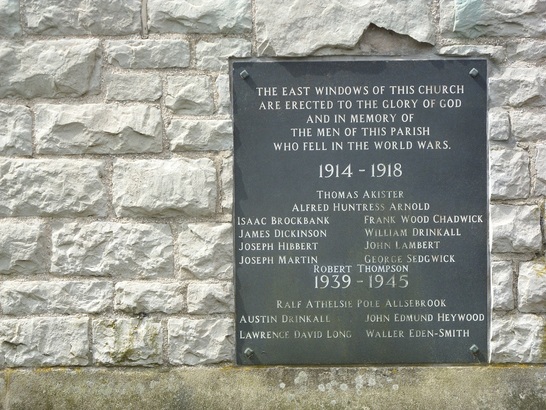 THE EAST WINDOWS OF THIS CHURCH
ARE ERECTED TO THE GLORY OF GOD
AND IN MEMORY OF
THE MEN OF THIS PARISH
WHO FELL IN THE WORLD WARS.
1914 - 1918
THOMAS AKISTER
ALFRED HUNTRESS ARNOLD
ISAAC BROCKBANK FRANK WOOD CHADWICK
JAMES DICKINSON WILLIAM DRINKALL
JOSEPH HIBBERT JOHN LAMBERT
JOSEPH MARTIN GEORGE SEDGWICK
ROBERT THOMPSON
1939 - 1945
RALF ATHELSIE POLE ALLSEBROOK
AUSTIN DRINKALL JOHN EDMUND HEYWOOD
LAWRENCE DAVID LONG WALLER EDEN-SMITH